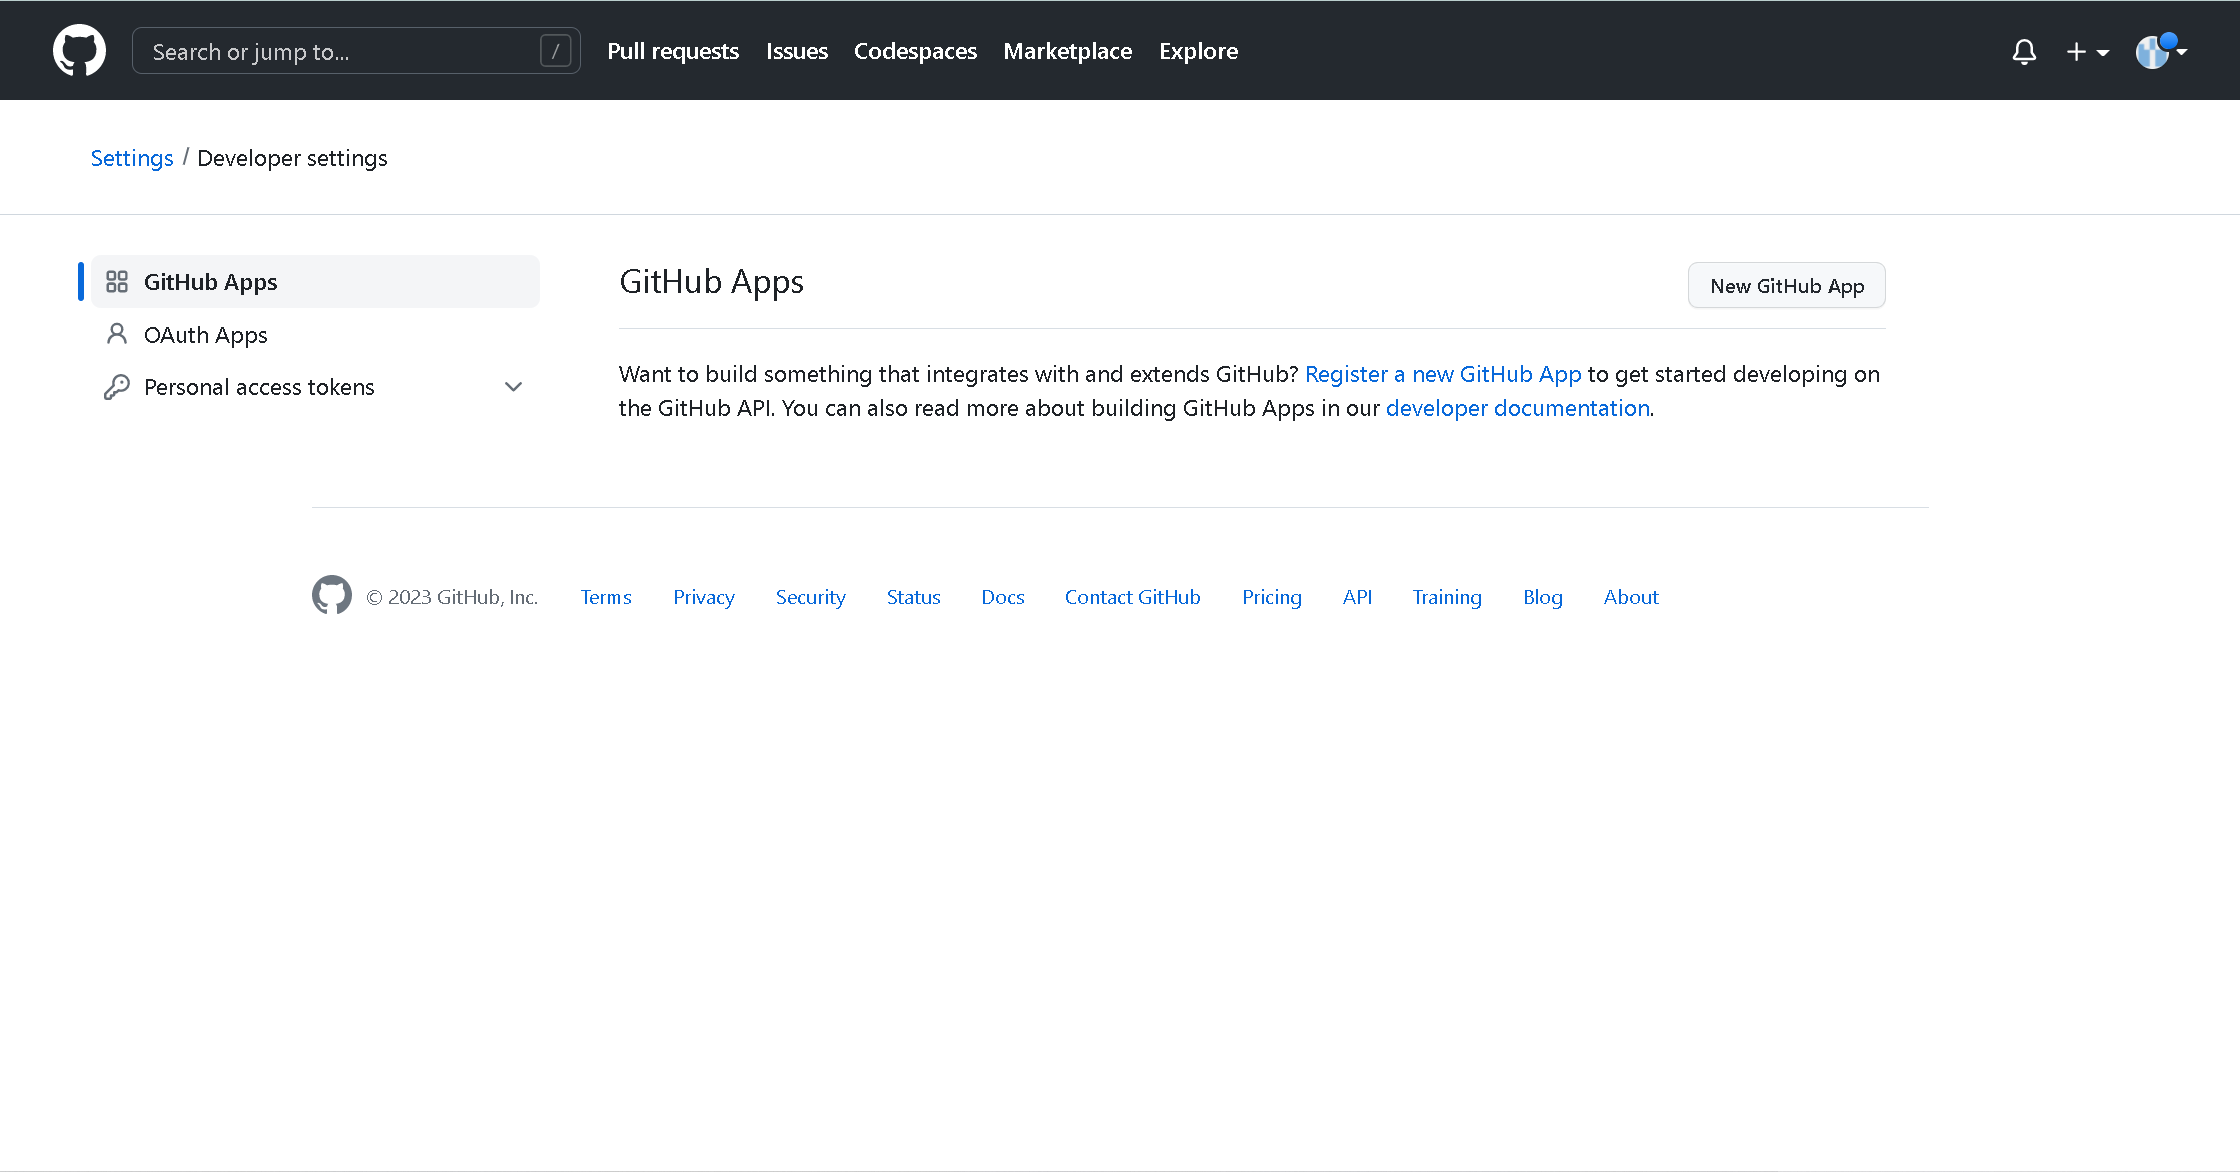 Search or jump to... /
Pull requests Issues Codespaces Marketplace Explore
Settings / Developer settings
GitHub Apps
OAuth Apps
Personal access tokens
GitHub Apps
New GitHub App
Want to build something that integrates with and extends GitHub? Register a new GitHub App to get started developing on
the GitHub API. You can also read more about building GitHub Apps in our developer documentation.
© 2023 GitHub, Inc. Terms Privacy Security Status Docs Contact GitHub Pricing API Training Blog About